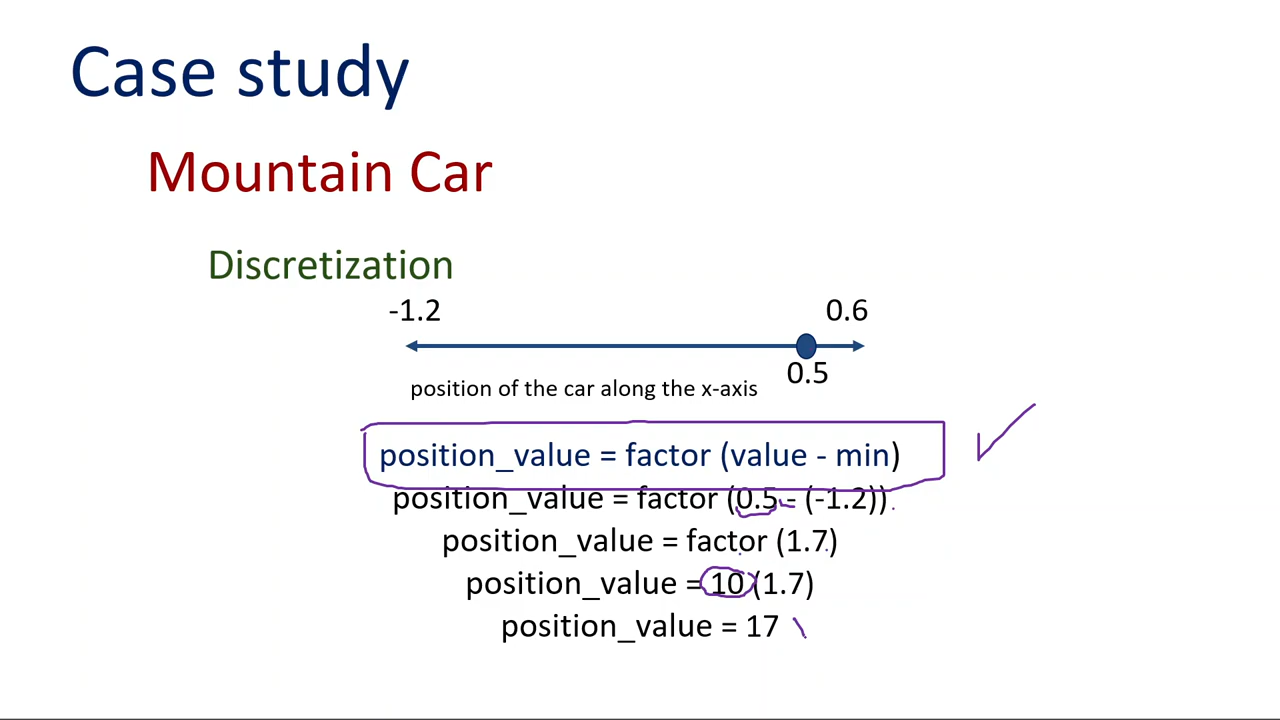 Case study
Mountain Car
Discretization
-1.2 0.6
0.5
position of the car along the x-axis
position_value = factor (value - min)
position_value = factor (0.5 - (-1.2))
position_value = factor (1.7)
position_value = 10 (1.7)
position_value = 17